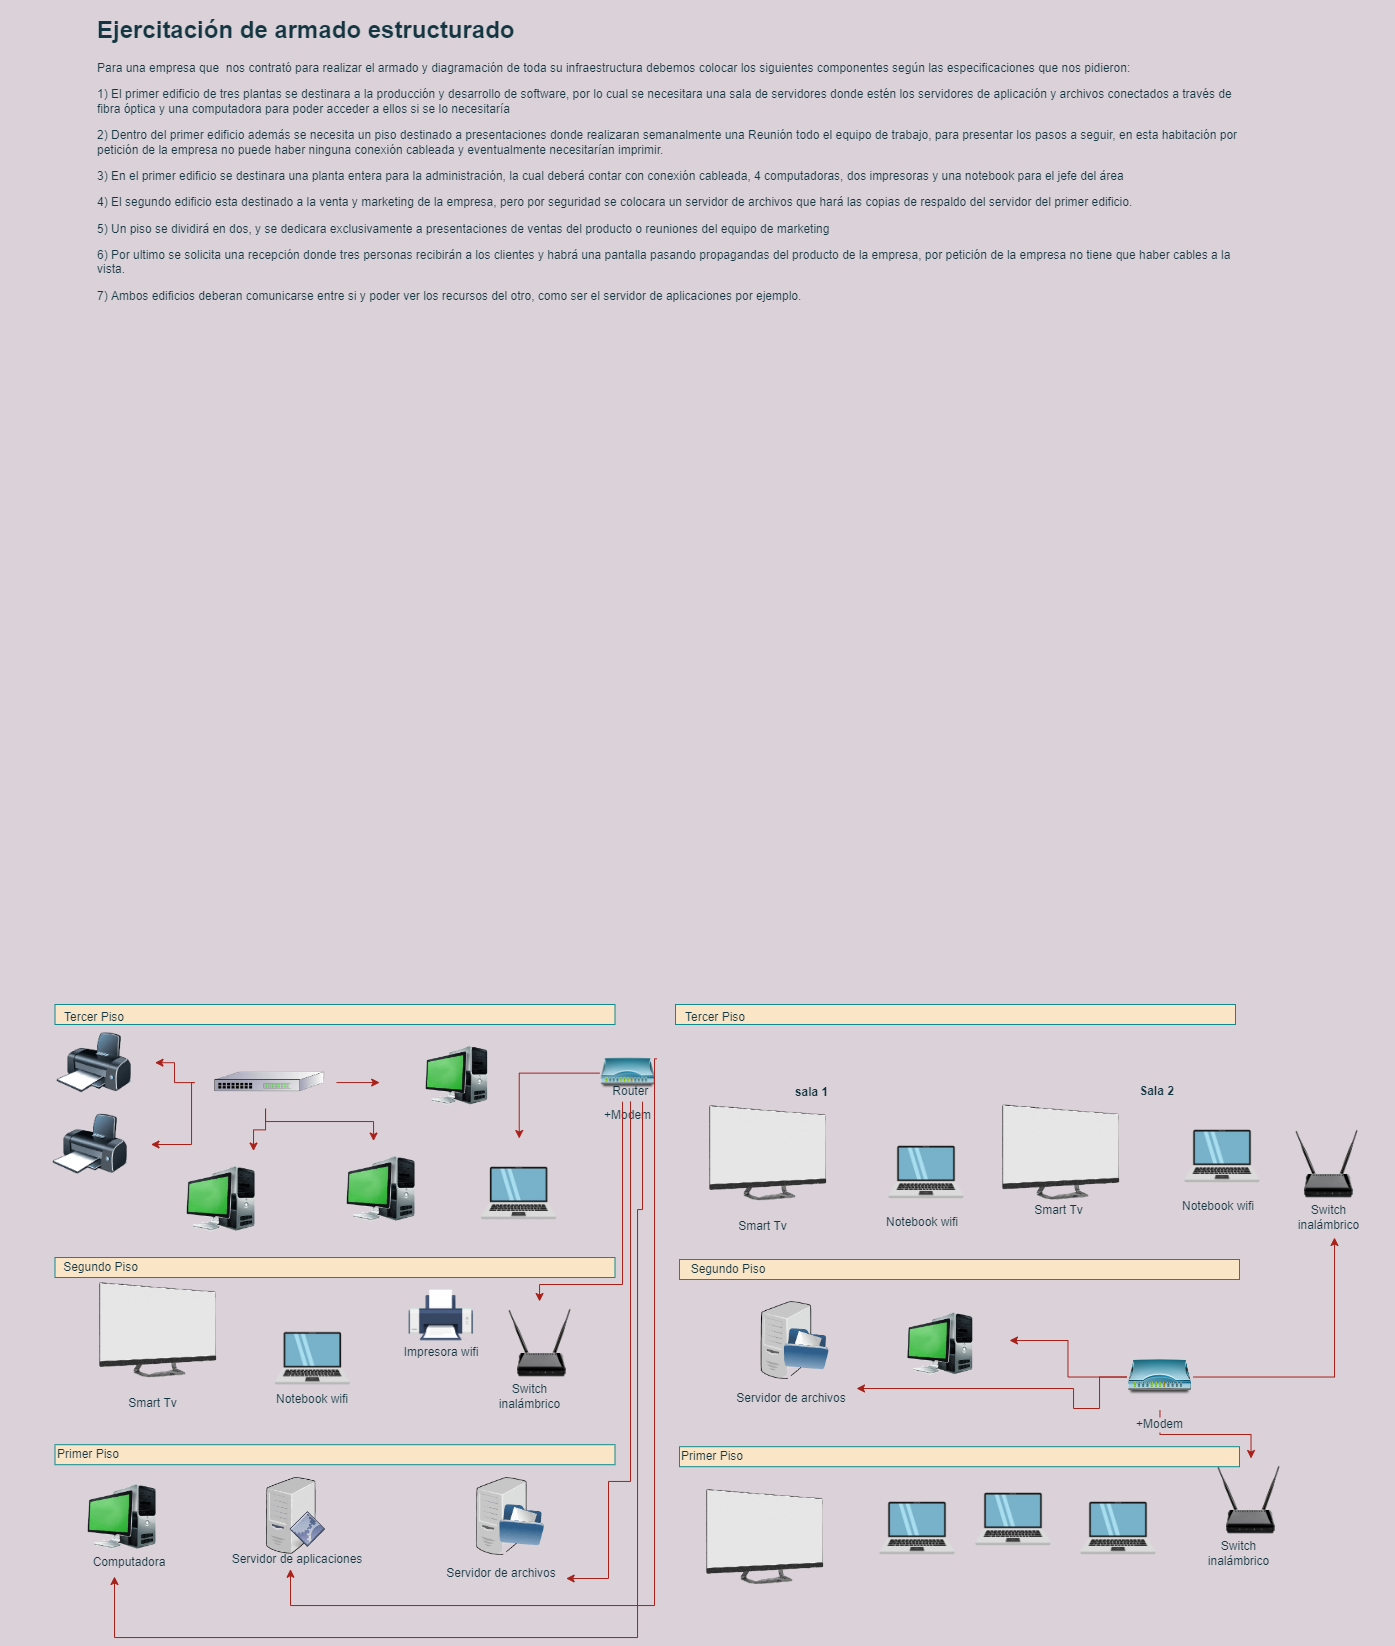 Ejercitación de armado estructurado
Para una empresa que  nos contrató para realizar el armado y diagramación de toda su infraestructura debemos colocar los siguientes componentes según las especificaciones que nos pidieron:
1) El primer edificio de tres plantas se destinara a la producción y desarrollo de software, por lo cual se necesitara una sala de servidores donde estén los servidores de aplicación y archivos conectados a través de
fibra óptica y una computadora para poder acceder a ellos si se lo necesitaría
2) Dentro del primer edificio además se necesita un piso destinado a presentaciones donde realizaran semanalmente una Reunión todo el equipo de trabajo, para presentar los pasos a seguir, en esta habitación por
petición de la empresa no puede haber ninguna conexión cableada y eventualmente necesitarían imprimir.
3) En el primer edificio se destinara una planta entera para la administración, la cual deberá contar con conexión cableada, 4 computadoras, dos impresoras y una notebook para el jefe del área
4) El segundo edificio esta destinado a la venta y marketing de la empresa, pero por seguridad se colocara un servidor de archivos que hará las copias de respaldo del servidor del primer edificio.
5) Un piso se dividirá en dos, y se dedicara exclusivamente a presentaciones de ventas del producto o reuniones del equipo de marketing
6) Por ultimo se solicita una recepción donde tres personas recibirán a los clientes y habrá una pantalla pasando propagandas del producto de la empresa, por petición de la empresa no tiene que haber cables a la
vista.
7) Ambos edificios deberan comunicarse entre si y poder ver los recursos del otro, como ser el servidor de aplicaciones por ejemplo.
Tercer Piso
Router
+Modem
Segundo Piso
Smart Tv
Notebook wifi
Impresora wifi
Switch
inalámbrico
Primer Piso
Computadora
Servidor de aplicaciones
Servidor de archivos
Tercer Piso
sala 1
Sala 2
Smart Tv
Notebook wifi
Smart Tv
Notebook wifi
Switch
inalámbrico
Segundo Piso
Servidor de archivos
+Modem
Primer Piso
Switch
inalámbrico